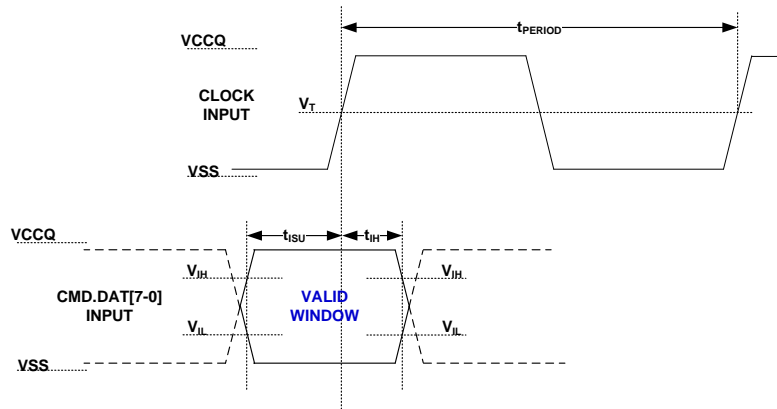 tPERIOD
VCCQ
CLOCK
INPUT
VT
VSS
tISU
tIH
VCCQ
VIH
VIH
CMD.DAT[7-0]
INPUT
VALID
WINDOW
VIL
VIL
VSS